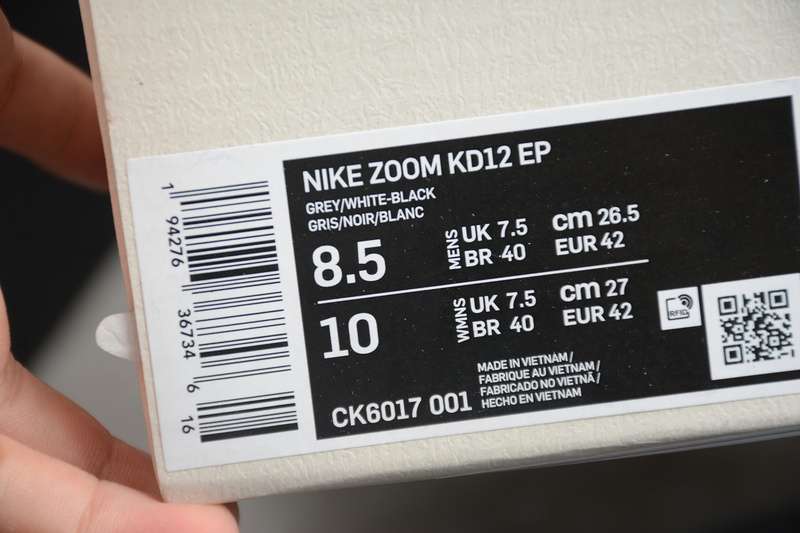 NIKE ZOOM KD12 EP
GREY/WHITE-BLACK
GRIS/NOIR/BLANC
8.5
MENS
UK 7.5
cm 26.5
BR 40
EUR 42
10
WMNS
UK 7.5
cm 27
BR 40
EUR 42
RFID
CK6017 001
MADE IN VIETNAM /
FABRIQUE AU VIETNAM /
FABRICADO NO VIETNÃ /
HECHO EN VIETNAM
1 94276 36734 6 16